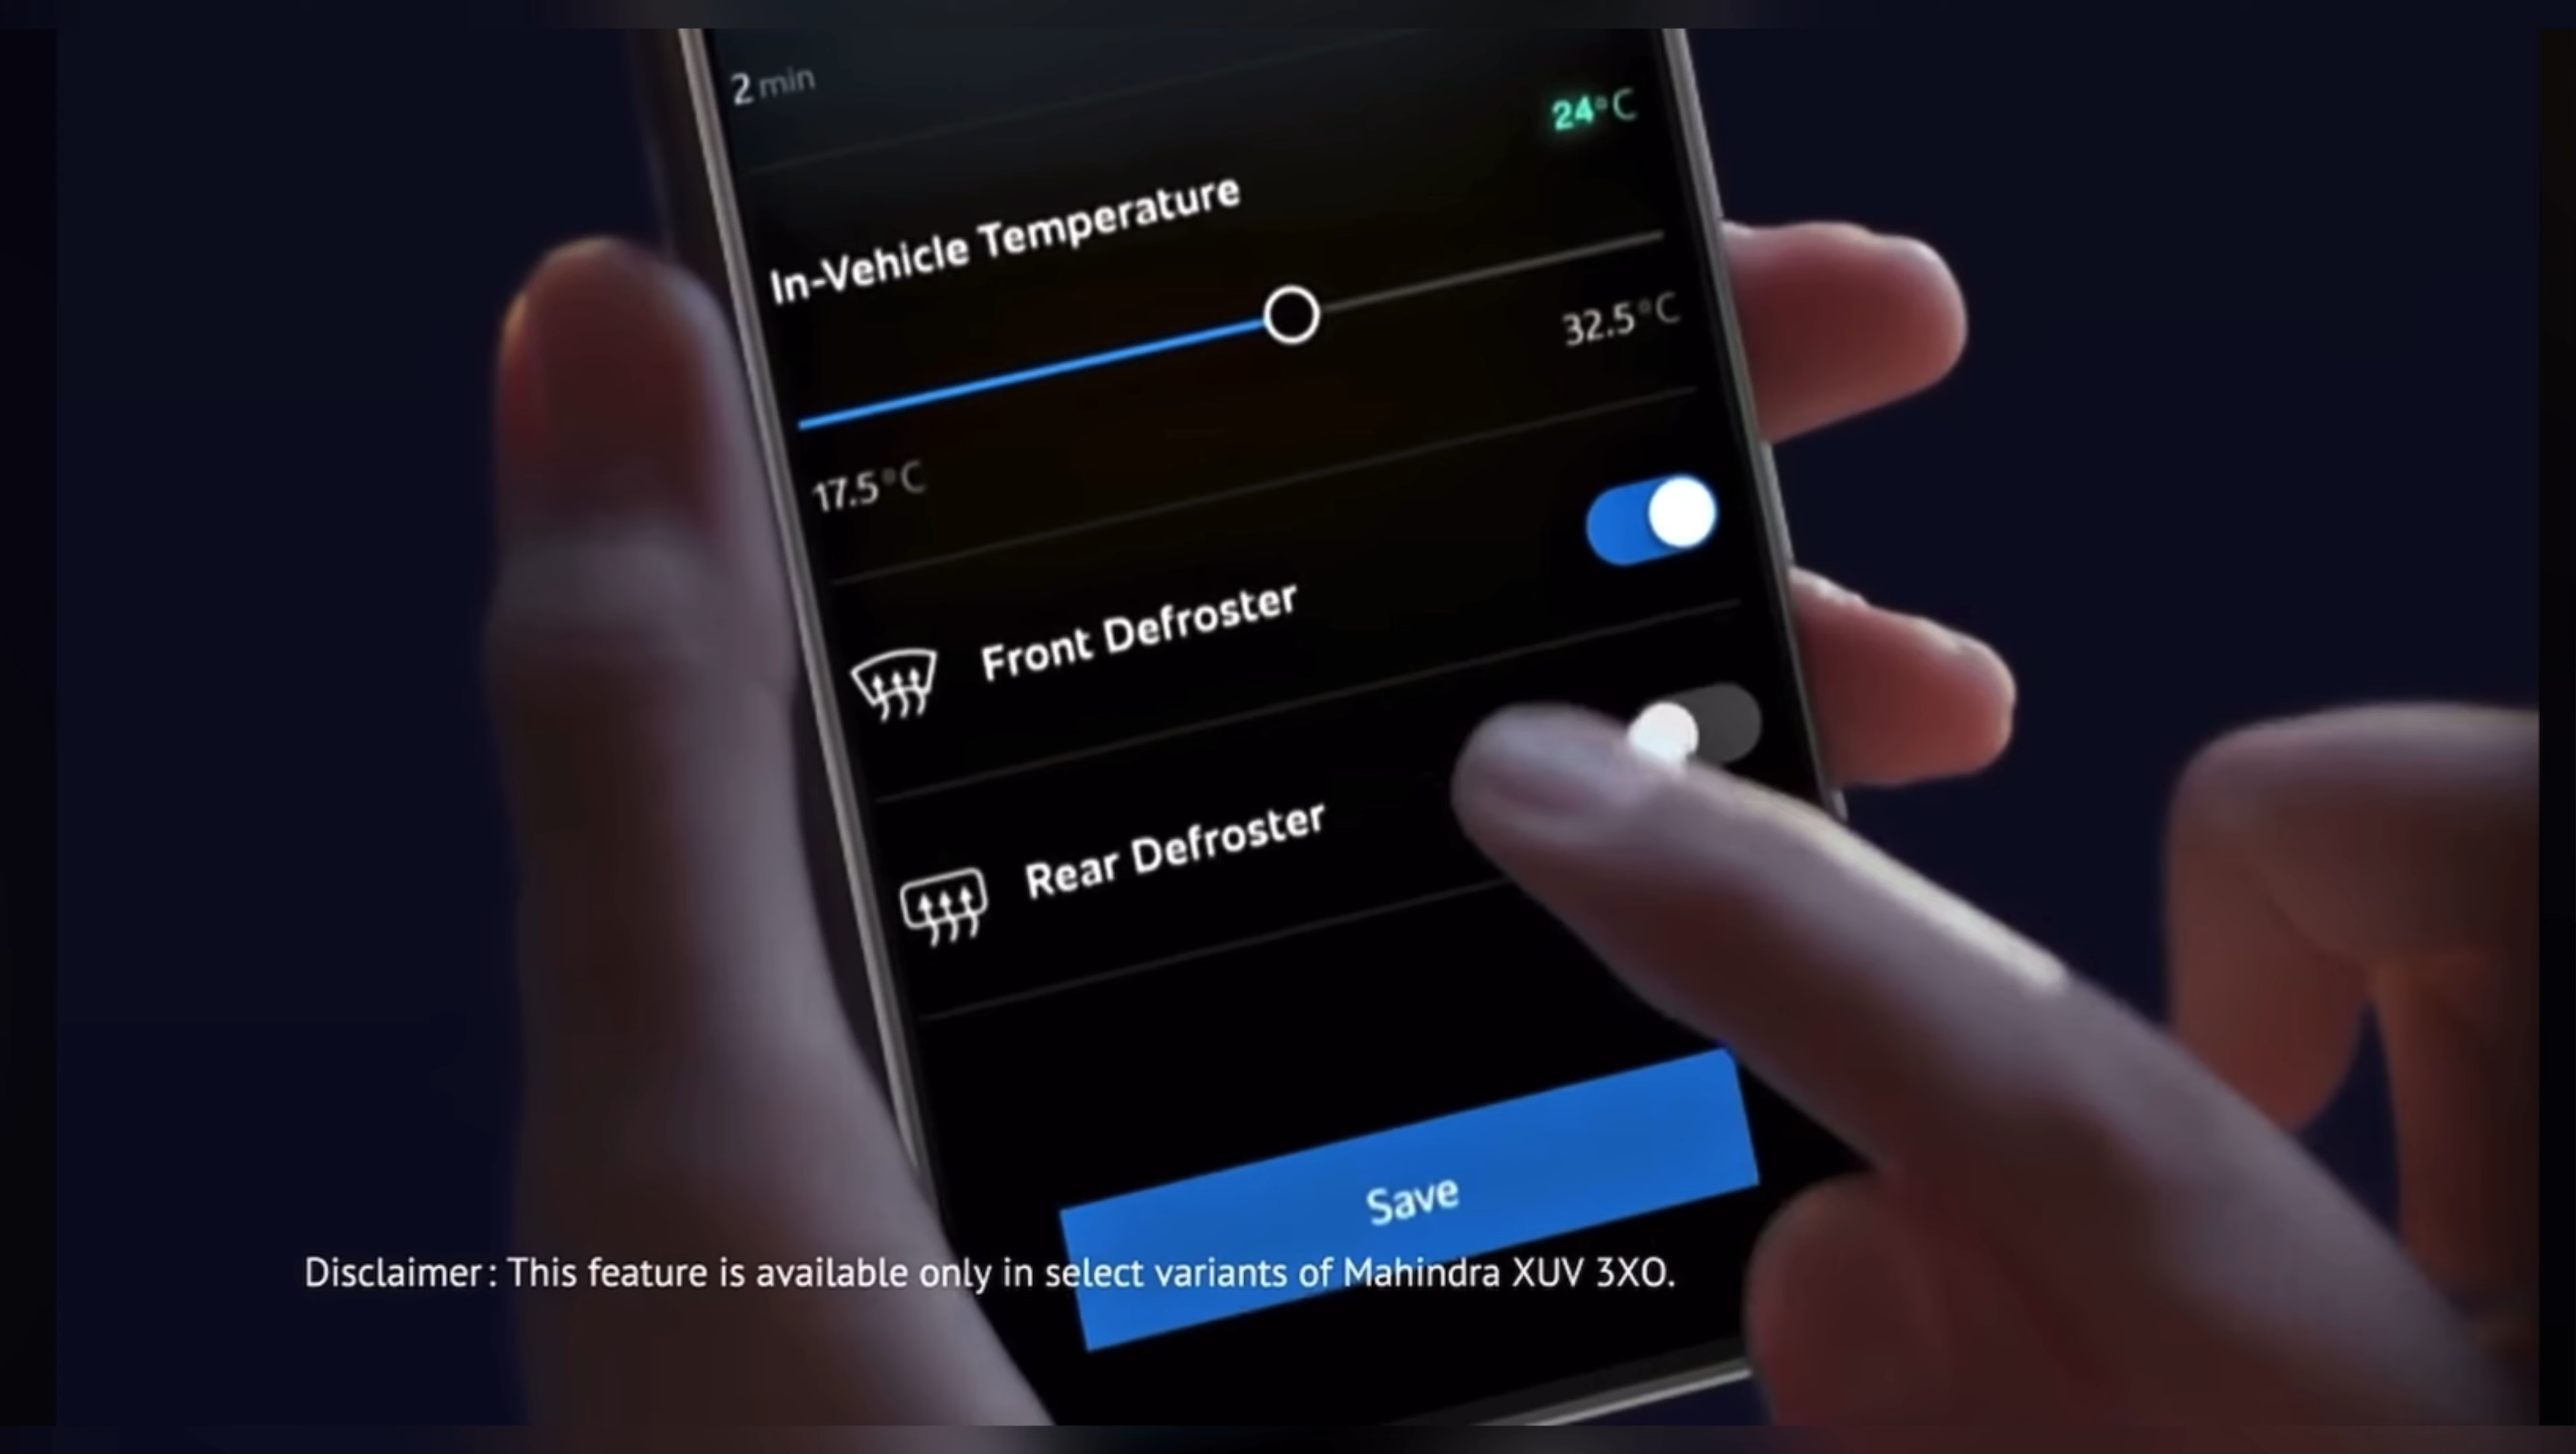 2 min
24°C
In-Vehicle Temperature
32.5°C
17.5°C
Front Defroster
Rear Defroster
Save
Disclaimer: This feature is available only in select variants of Mahindra XUV 3XO.